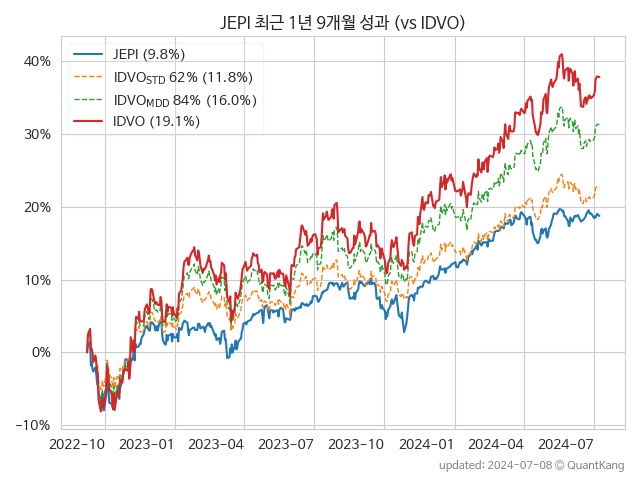 JEPI 최근 1년 9개월 성과 (vs IDVO)
JEPI (9.8%)
IDVO_STD 62% (11.8%)
IDVO_MDD 84% (16.0%)
IDVO (19.1%)
40%
30%
20%
10%
0%
−10%
2022-10 2023-01 2023-04 2023-07 2023-10 2024-01 2024-04 2024-07
updated: 2024-07-08 © QuantKang